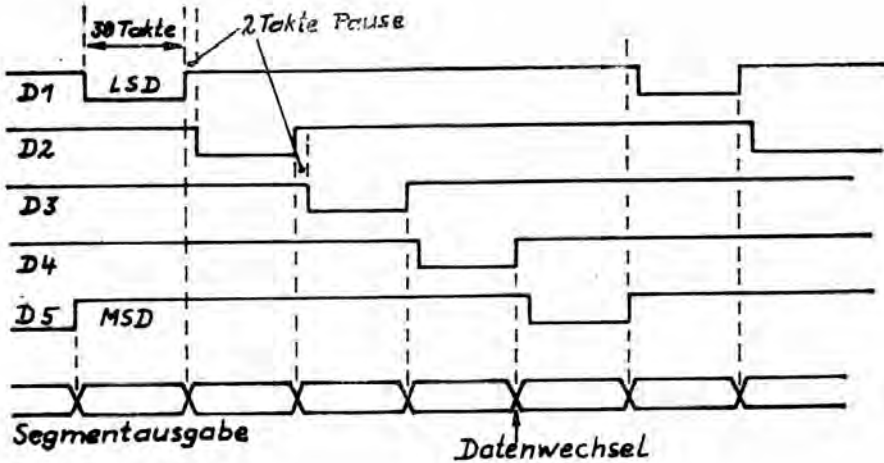 30 Takte
2 Takte Pause
D1 LSD
D2
D3
D4
D5 MSD
Segmentausgabe
Datenwechsel